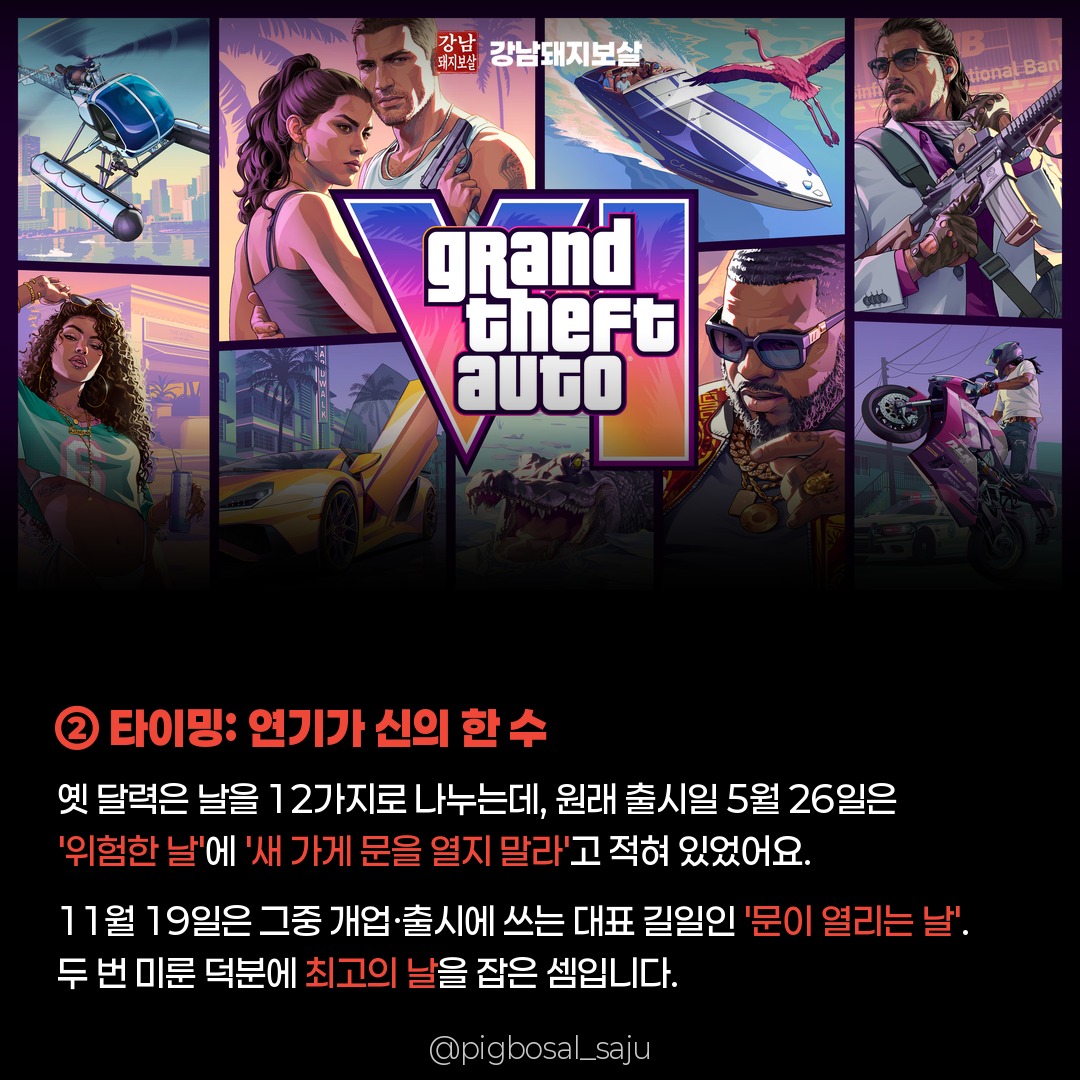 강남
돼지보살
강남돼지보살
VI
grand
theft
auto
② 타이밍: 연기가 신의 한 수
옛 달력은 날을 12가지로 나누는데, 원래 출시일 5월 26일은
'위험한 날'에 '새 가게 문을 열지 말라'고 적혀 있었어요.
11월 19일은 그중 개업·출시에 쓰는 대표 길일인 '문이 열리는 날'.
두 번 미룬 덕분에 최고의 날을 잡은 셈입니다.
@pigbosal_saju